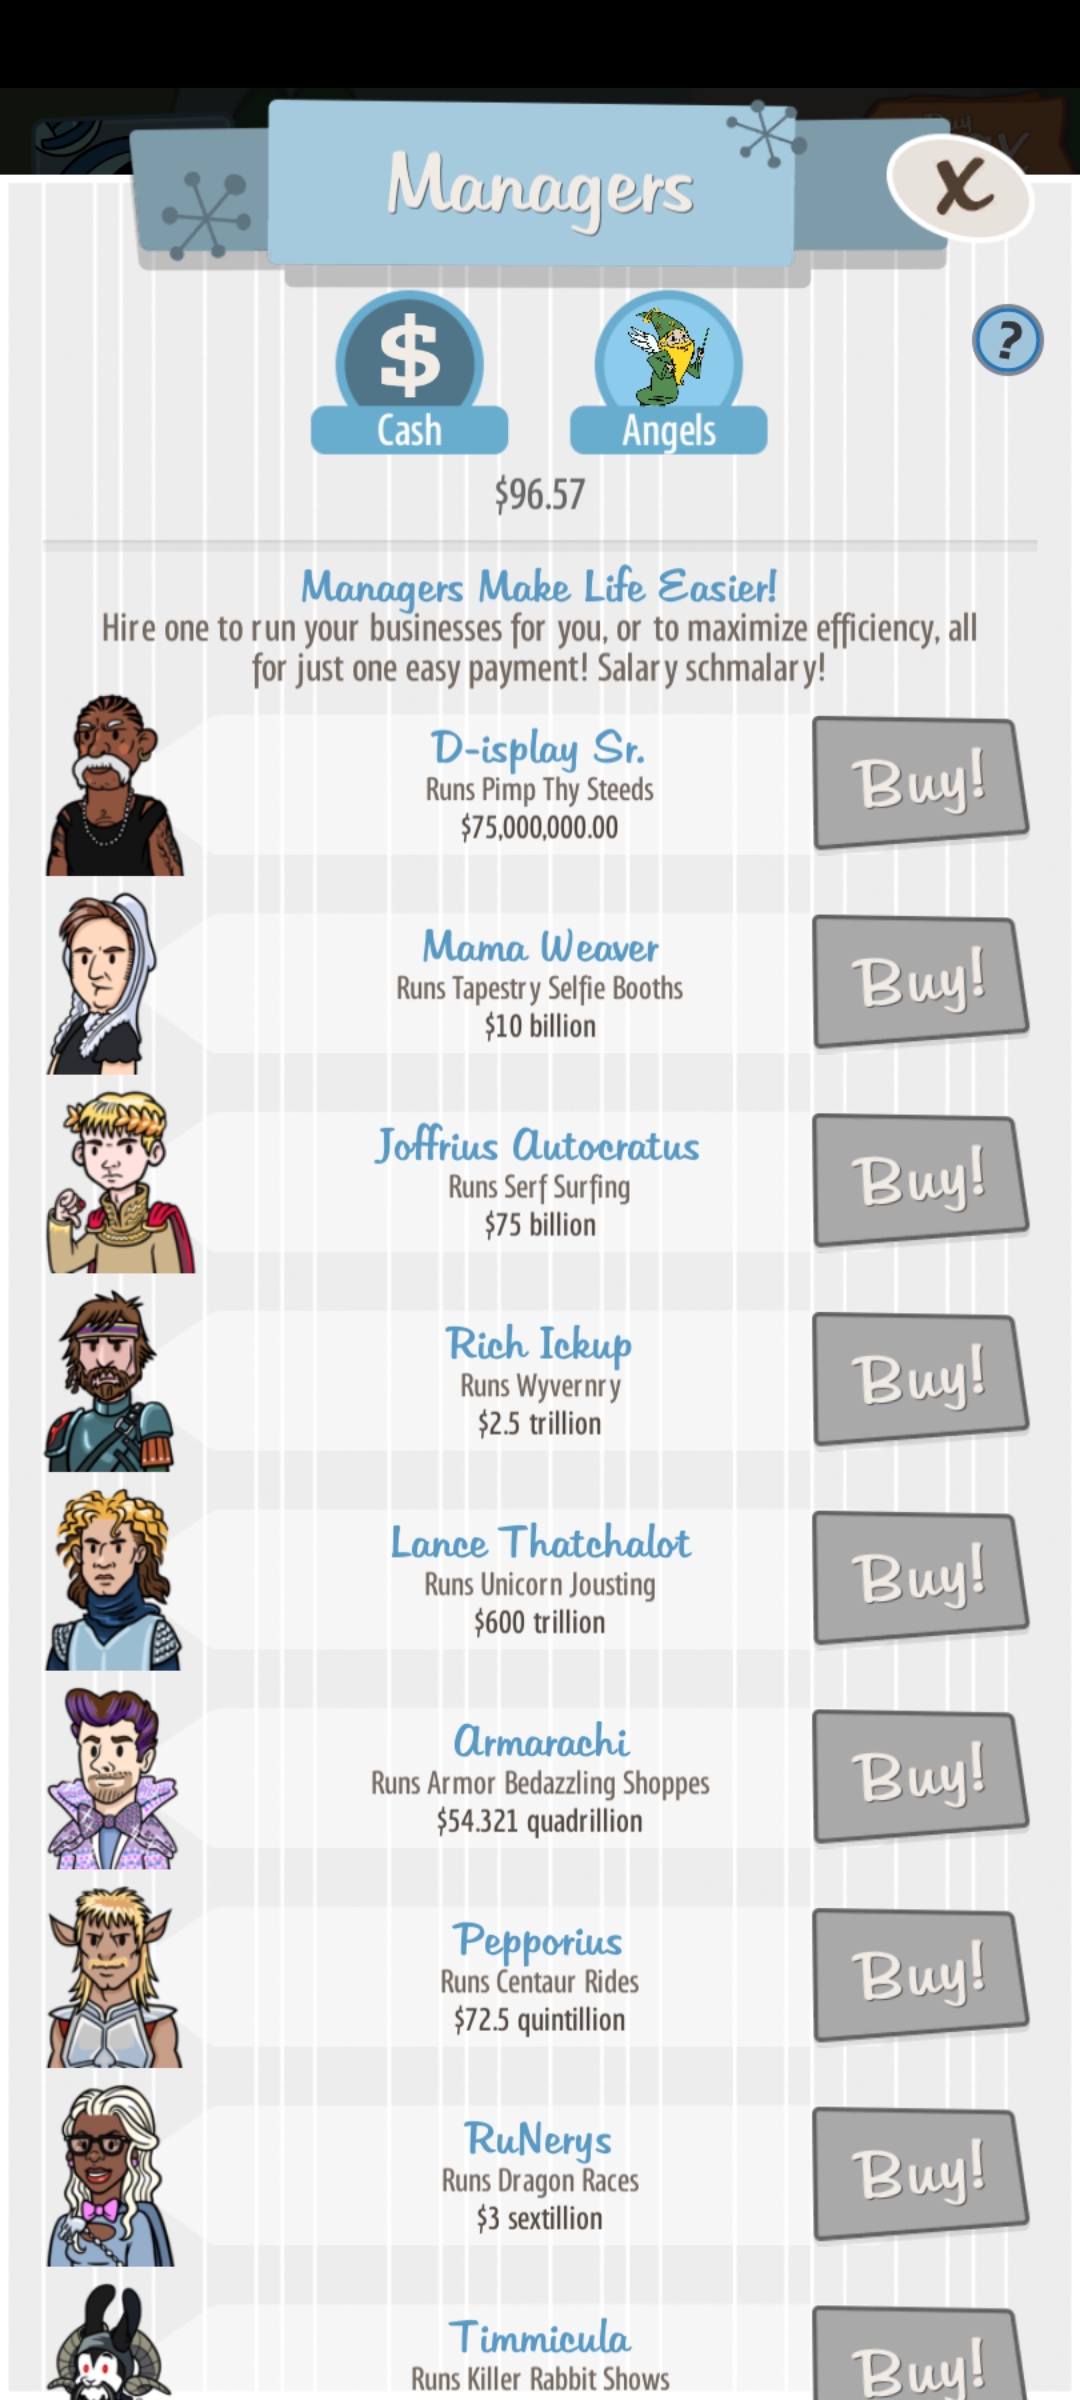 Managers
X
$
?
Cash
Angels
$96.57
Managers Make Life Easier!
Hire one to run your businesses for you, or to maximize efficiency, all
for just one easy payment! Salary schmalary!
D-isplay Sr.
Runs Pimp Thy Steeds
$75,000,000.00
Buy!
Mama Weaver
Runs Tapestry Selfie Booths
$10 billion
Buy!
Joffrius Autocratus
Runs Serf Surfing
$75 billion
Buy!
Rich Ickup
Runs Wyvernry
$2.5 trillion
Buy!
Lance Thatchalot
Runs Unicorn Jousting
$600 trillion
Buy!
Armarachi
Runs Armor Bedazzling Shoppes
$54.321 quadrillion
Buy!
Pepporius
Runs Centaur Rides
$72.5 quintillion
Buy!
RuNerys
Runs Dragon Races
$3 sextillion
Buy!
Timmicula
Runs Killer Rabbit Shows
Buy!